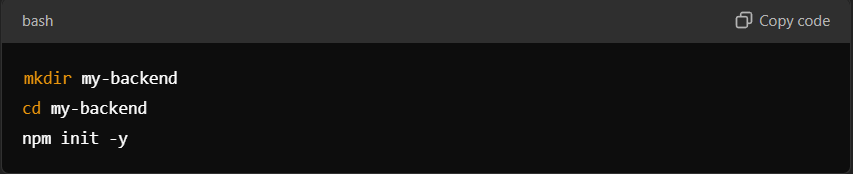 bash
Copy code
mkdir my-backend
cd my-backend
npm init -y